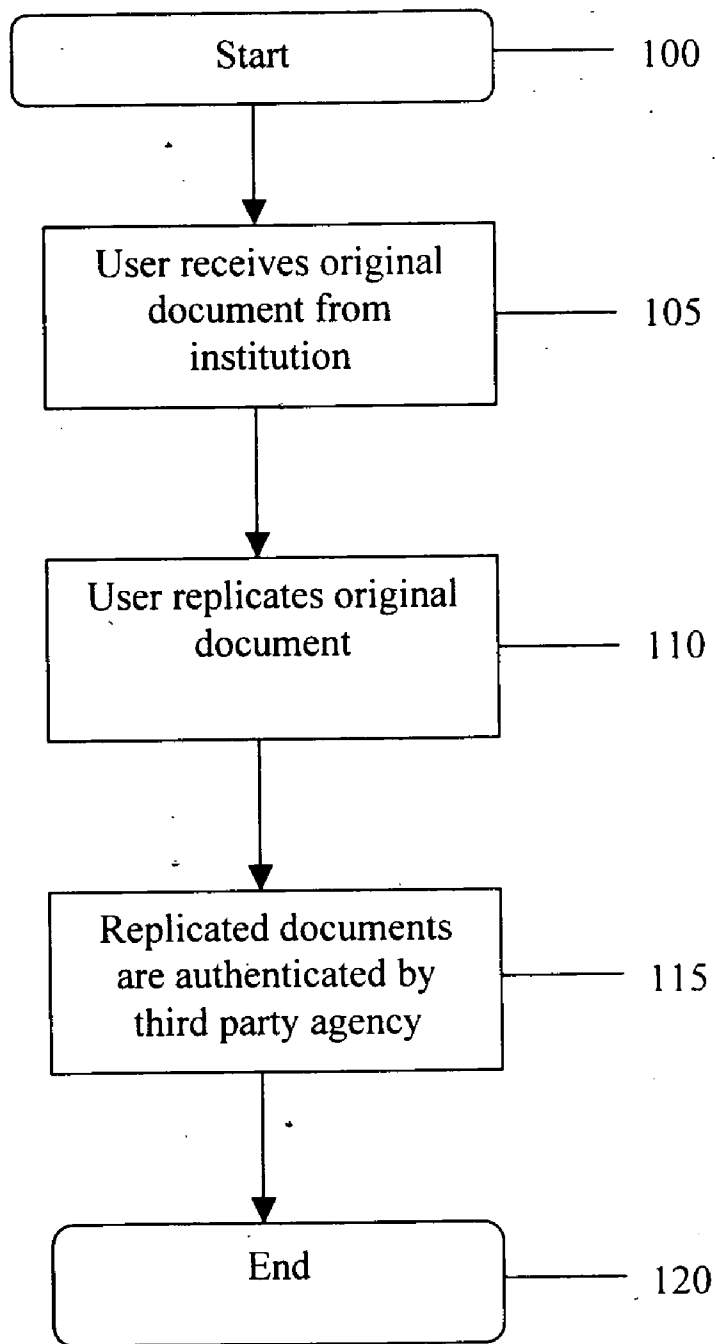 Start
100
User receives original
document from
institution
105
User replicates original
document
110
Replicated documents
are authenticated by
third party agency
115
End
120